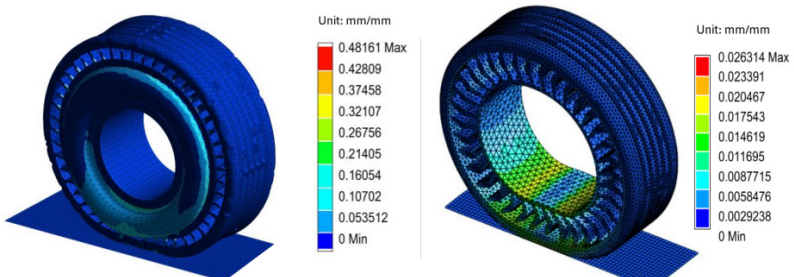 Unit: mm/mm
0.48161 Max
0.42809
0.37458
0.32107
0.26756
0.21405
0.16054
0.10702
0.053512
0 Min
Unit: mm/mm
0.026314 Max
0.023391
0.020467
0.017543
0.014619
0.011695
0.0087715
0.0058476
0.0029238
0 Min